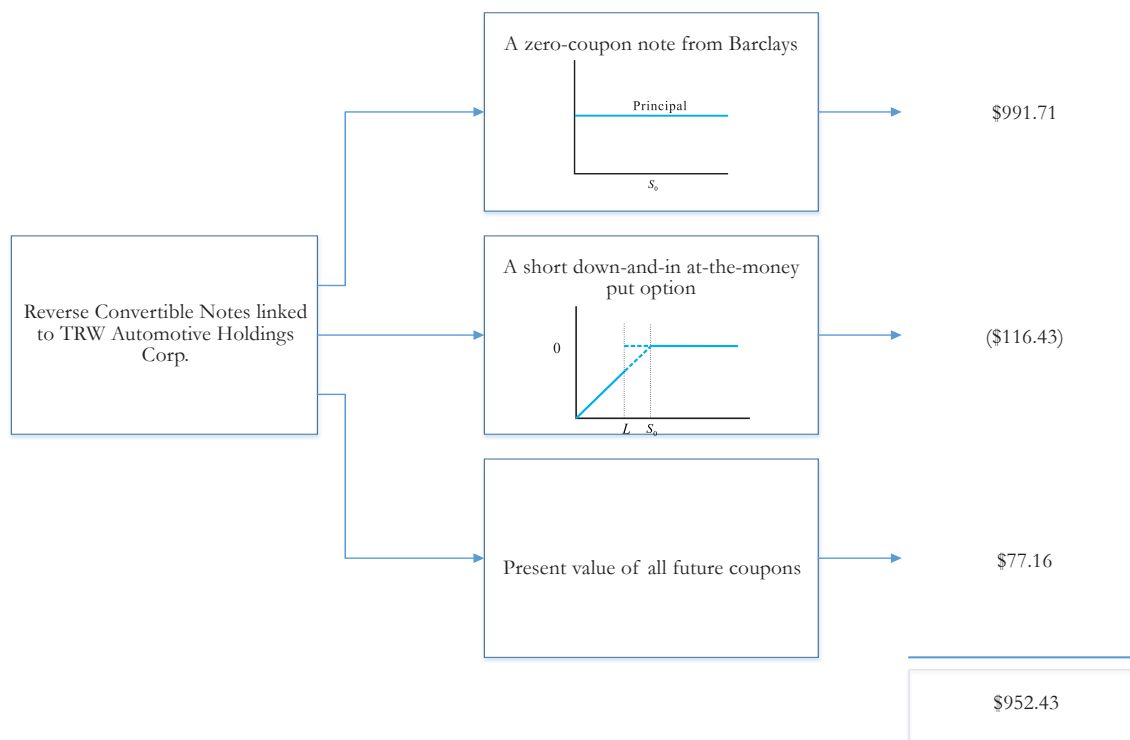 A zero-coupon note from Barclays
Principal
S₀
$991.71
Reverse Convertible Notes linked
to TRW Automotive Holdings
Corp.
A short down-and-in at-the-money
put option
0
L S₀
($116.43)
Present value of all future coupons
$77.16
$952.43